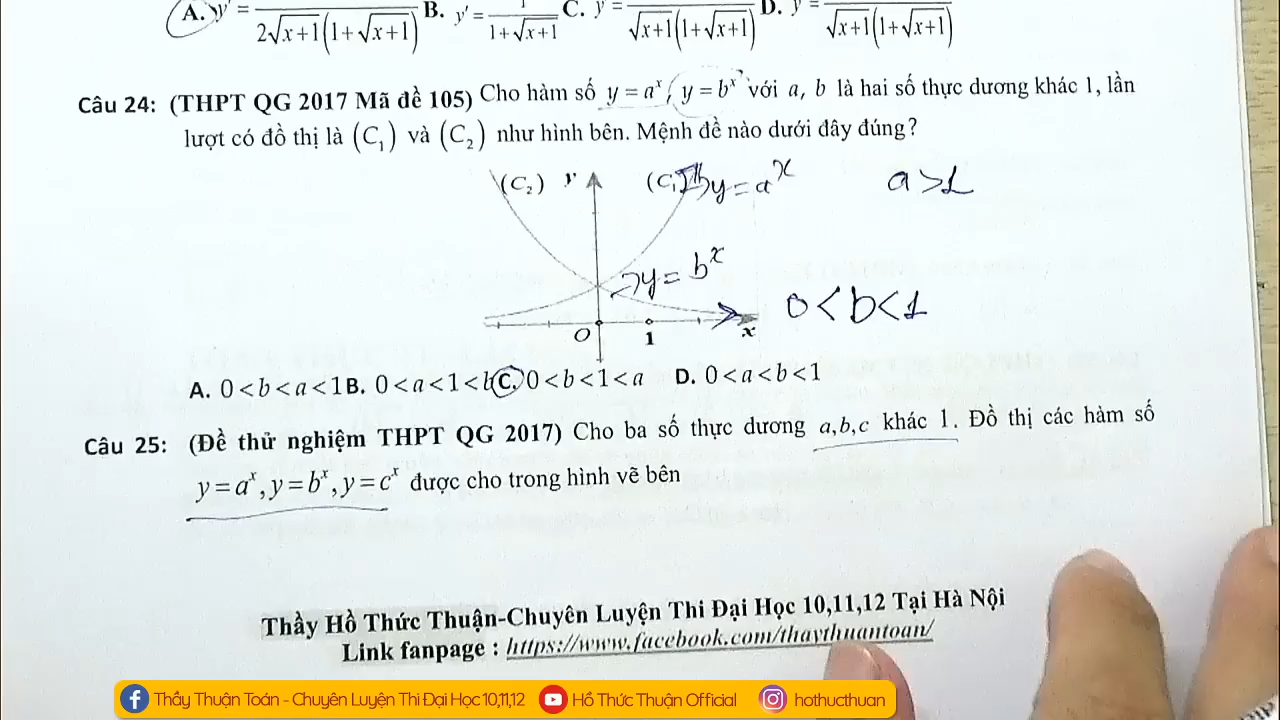 A. y' = / 2√x+1(1+√x+1) B. y' = 1 / 1+√x+1 C. y' = / √x+1(1+√x+1) D. y' = / √x+1(1+√x+1)
Câu 24: (THPT QG 2017 Mã đề 105) Cho hàm số y = a^x, y = b^x với a, b là hai số thực dương khác 1, lần
lượt có đồ thị là (C₁) và (C₂) như hình bên. Mệnh đề nào dưới đây đúng?
(C₂) y (C₁) y = a^x a > 1
y = b^x
0 < b < 1
O 1 x
A. 0 < b < a < 1 B. 0 < a < 1 < b C. 0 < b < 1 < a D. 0 < a < b < 1
Câu 25: (Đề thử nghiệm THPT QG 2017) Cho ba số thực dương a,b,c khác 1. Đồ thị các hàm số
y = a^x, y = b^x, y = c^x được cho trong hình vẽ bên
Thầy Hồ Thức Thuận-Chuyên Luyện Thi Đại Học 10,11,12 Tại Hà Nội
Link fanpage : https://www.facebook.com/thaythuantoan/
Thầy Thuận Toán - Chuyên Luyện Thi Đại Học 10,11,12 Hồ Thức Thuận Official hothucthuan